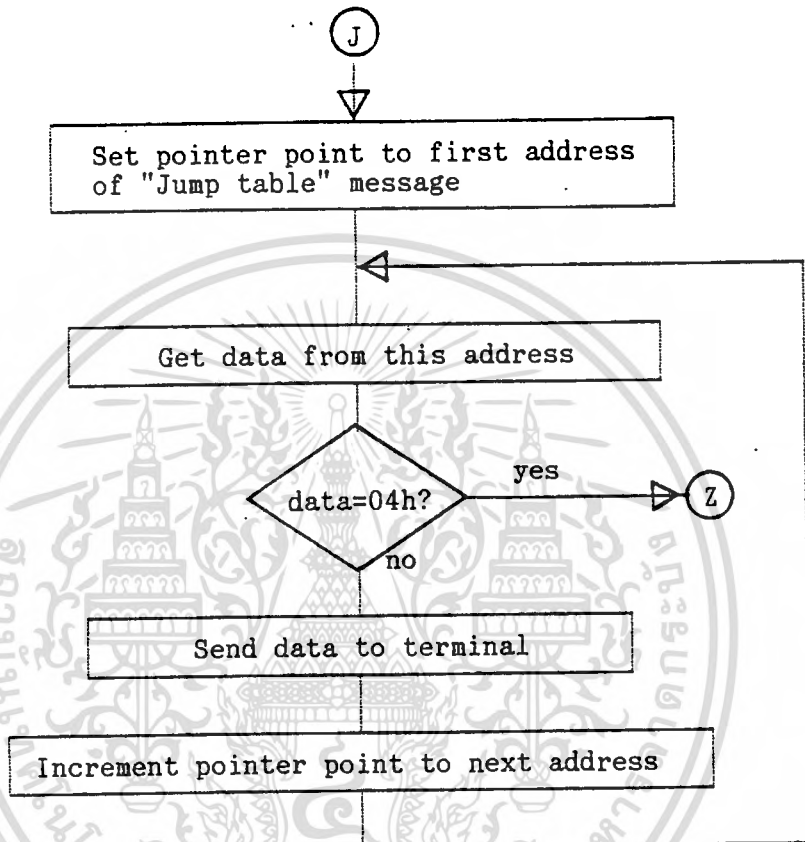 J
Set pointer point to first address
of "Jump table" message
Get data from this address
data=04h?
yes
Z
no
Send data to terminal
Increment pointer point to next address